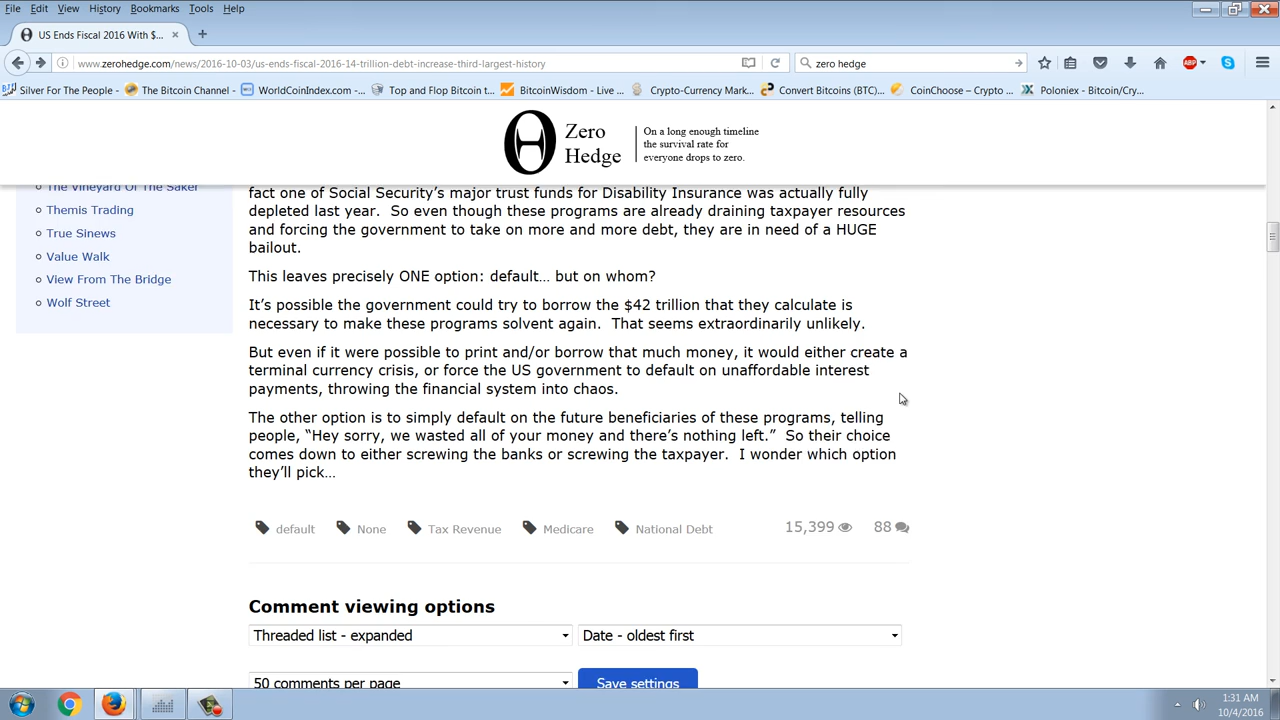 File Edit View History Bookmarks Tools Help
US Ends Fiscal 2016 With $...
www.zerohedge.com/news/2016-10-03/us-ends-fiscal-2016-14-trillion-debt-increase-third-largest-history
zero hedge
ABP
Silver For The People - The Bitcoin Channel - WorldCoinIndex.com - Top and Flop Bitcoin t... BitcoinWisdom - Live ... Crypto-Currency Mark... Convert Bitcoins (BTC)... CoinChoose – Crypto ... Poloniex - Bitcoin/Cry...
Zero
Hedge
On a long enough timeline
the survival rate for
everyone drops to zero.
The Vineyard Of The Saker
Themis Trading
True Sinews
Value Walk
View From The Bridge
Wolf Street
fact one of Social Security’s major trust funds for Disability Insurance was actually fully
depleted last year. So even though these programs are already draining taxpayer resources
and forcing the government to take on more and more debt, they are in need of a HUGE
bailout.
This leaves precisely ONE option: default… but on whom?
It’s possible the government could try to borrow the $42 trillion that they calculate is
necessary to make these programs solvent again. That seems extraordinarily unlikely.
But even if it were possible to print and/or borrow that much money, it would either create a
terminal currency crisis, or force the US government to default on unaffordable interest
payments, throwing the financial system into chaos.
The other option is to simply default on the future beneficiaries of these programs, telling
people, “Hey sorry, we wasted all of your money and there’s nothing left.” So their choice
comes down to either screwing the banks or screwing the taxpayer. I wonder which option
they’ll pick…
default None Tax Revenue Medicare National Debt 15,399 88
Comment viewing options
Threaded list - expanded Date - oldest first
50 comments per page Save settings
1:31 AM
10/4/2016